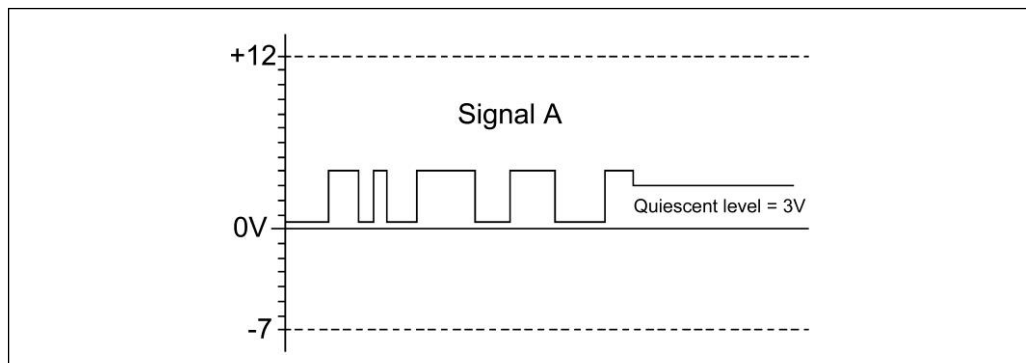 +12
Signal A
Quiescent level = 3V
0V
-7